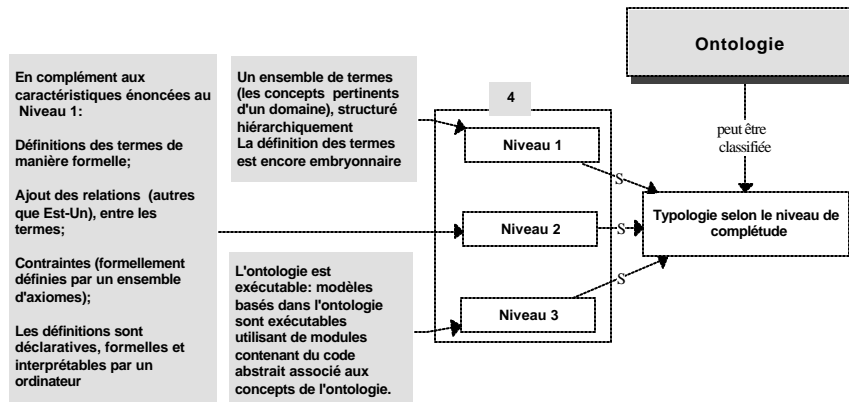 Ontologie
En complément aux
caractéristiques énoncées au
Niveau 1:
Définitions des termes de
manière formelle;
Ajout des relations (autres
que Est-Un), entre les
termes;
Contraintes (formellement
définies par un ensemble
d'axiomes);
Les définitions sont
déclaratives, formelles et
interprétables par un
ordinateur
Un ensemble de termes
(les concepts pertinents
d'un domaine), structuré
hiérarchiquement
La définition des termes
est encore embryonnaire
L'ontologie est
exécutable: modèles
basés dans l'ontologie
sont exécutables
utilisant de modules
contenant du code
abstrait associé aux
concepts de l'ontologie.
4
Niveau 1
Niveau 2
Niveau 3
S
S
S
peut être
classifiée
Typologie selon le niveau de
complétude